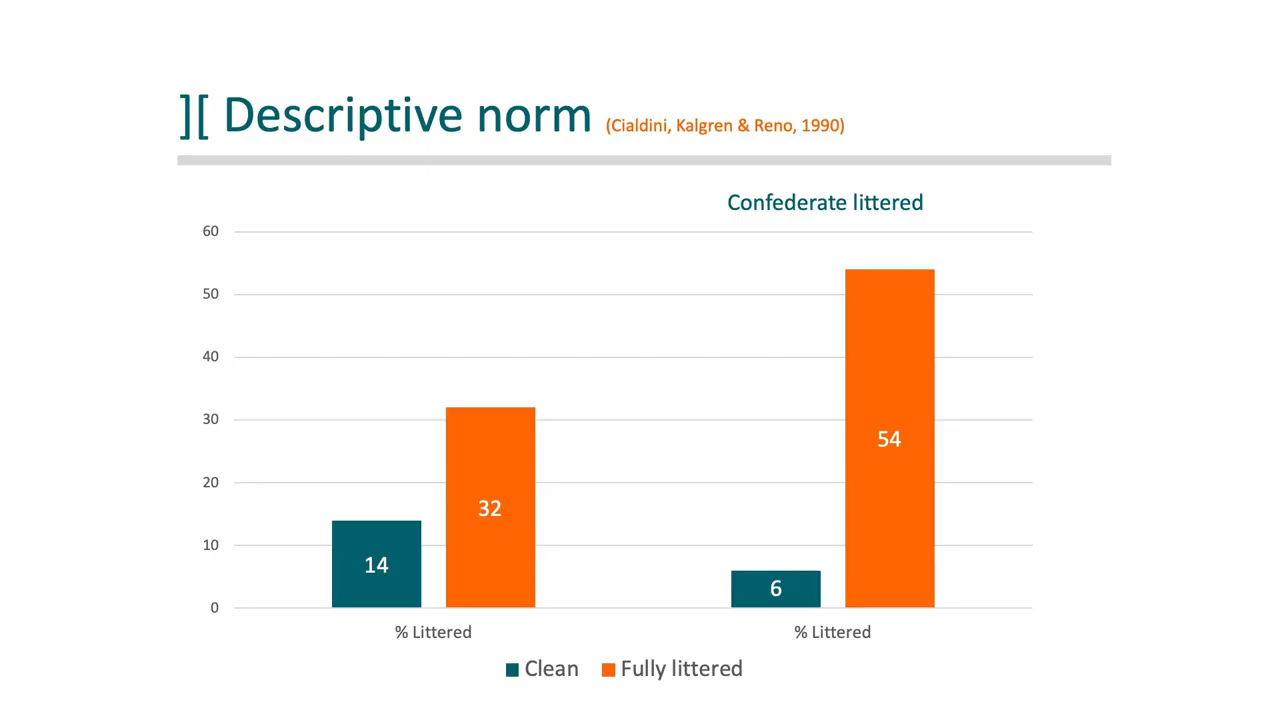 ][ Descriptive norm (Cialdini, Kalgren & Reno, 1990)
Confederate littered
60
50
40
30
20
10
0
14
32
6
54
% Littered
% Littered
Clean
Fully littered